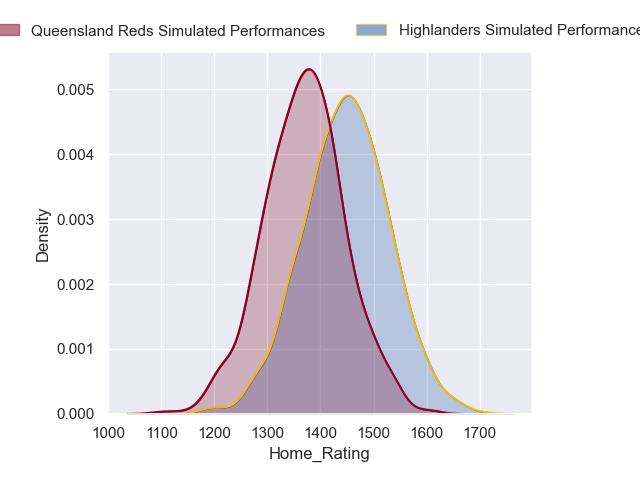 Queensland Reds Simulated Performances
Highlanders Simulated Performance
0.005
0.004
0.003
0.002
0.001
0.000
Density
1000 1100 1200 1300 1400 1500 1600 1700
Home_Rating